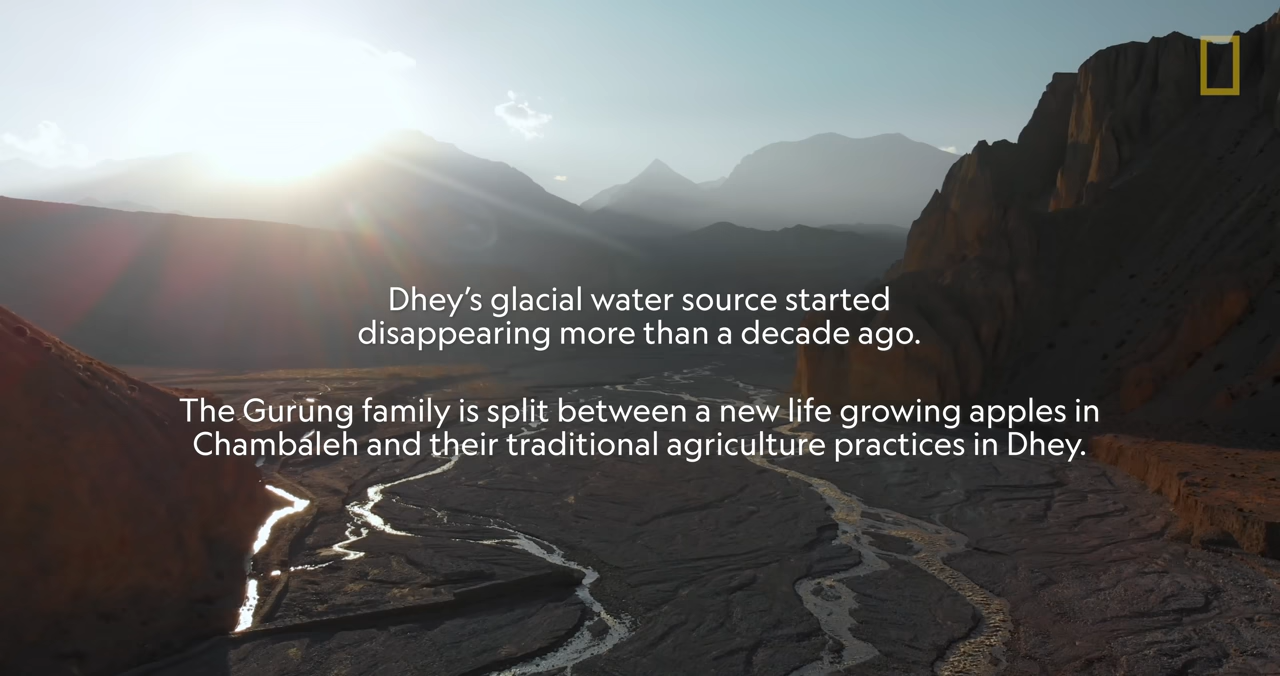 Dhey’s glacial water source started
disappearing more than a decade ago.
The Gurung family is split between a new life growing apples in
Chambaleh and their traditional agriculture practices in Dhey.